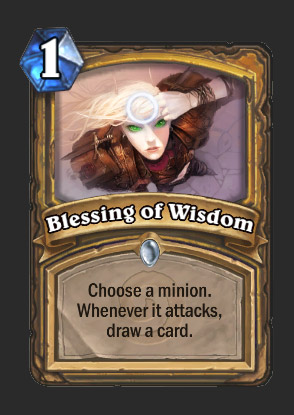 1
Blessing of Wisdom
Choose a minion.
Whenever it attacks,
draw a card.